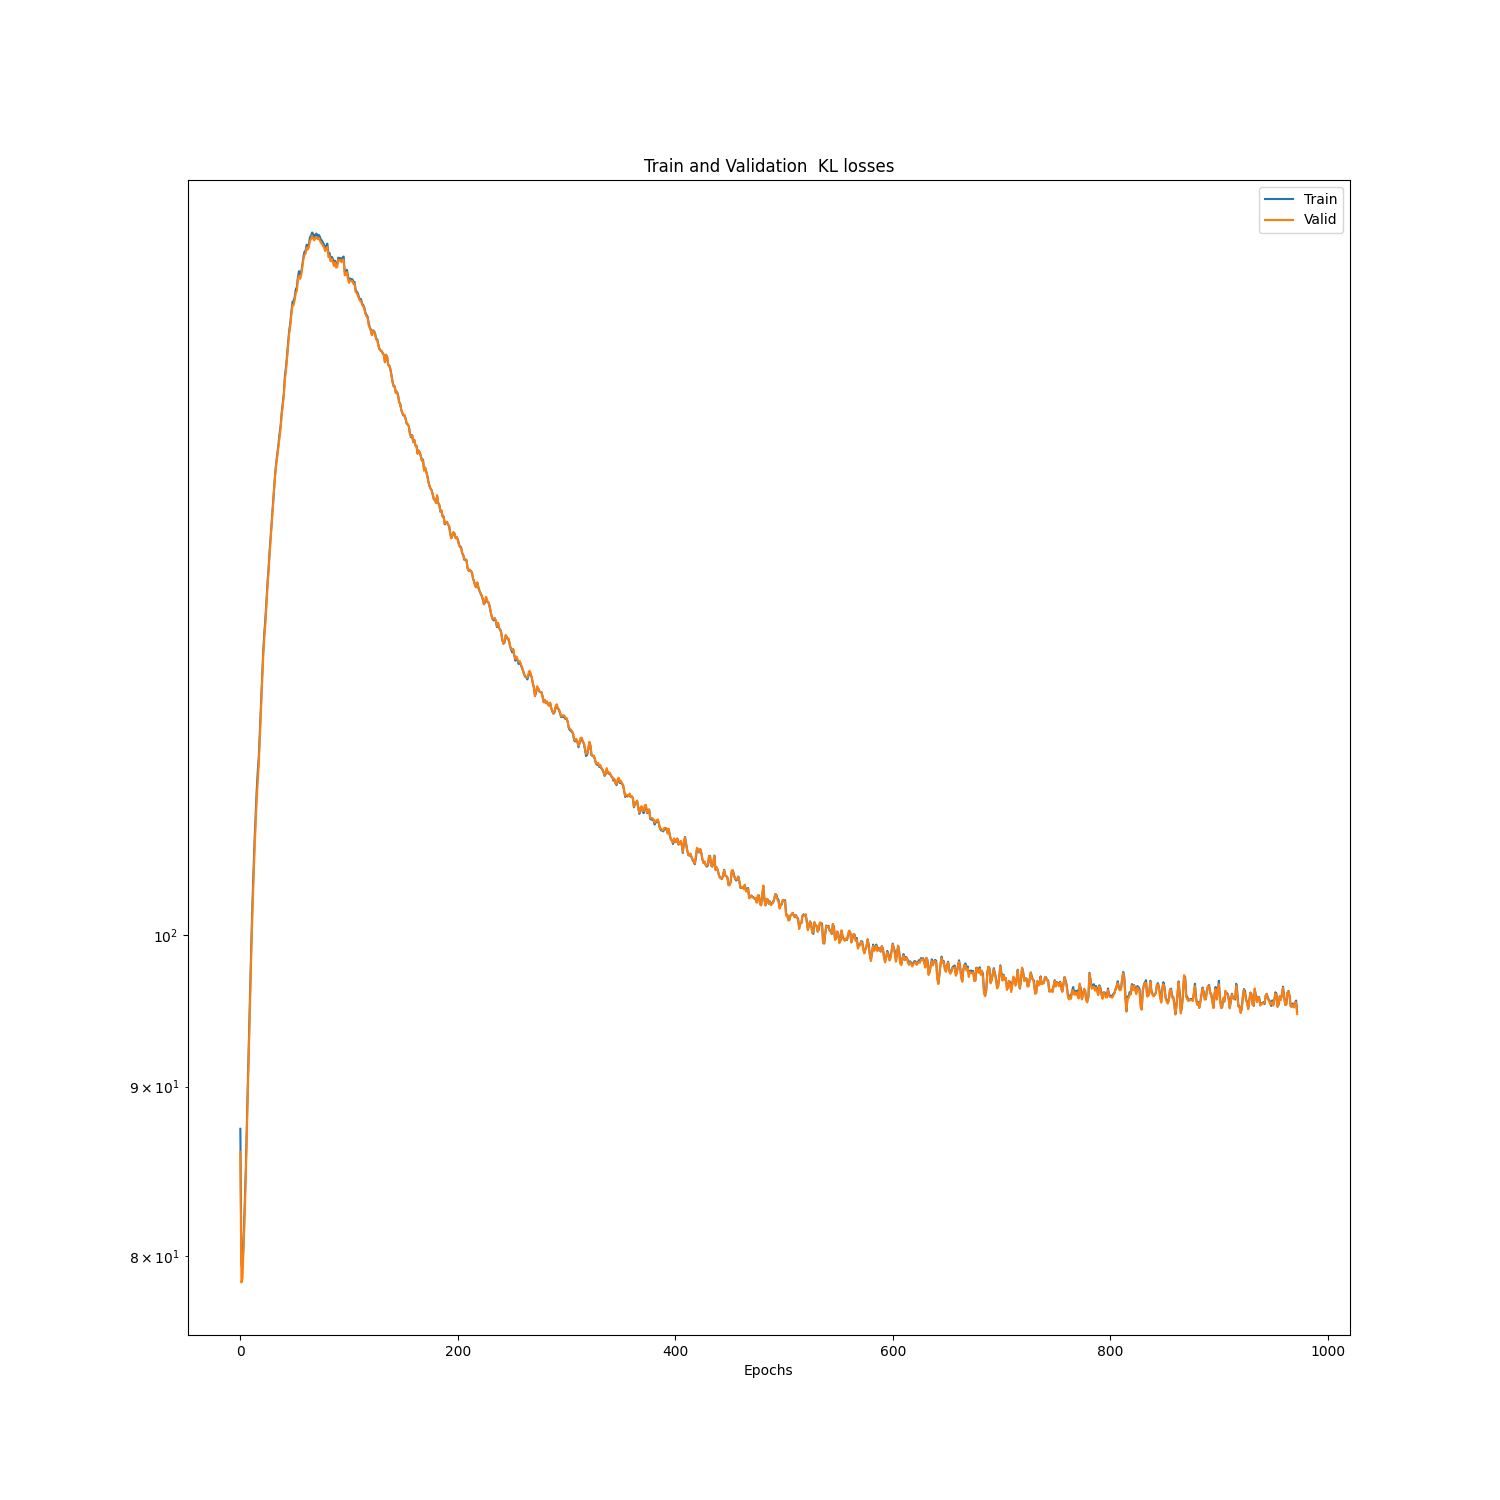 Train and Validation  KL losses
Train
Valid
10²
9 × 10¹
8 × 10¹
0 200 400 600 800 1000
Epochs